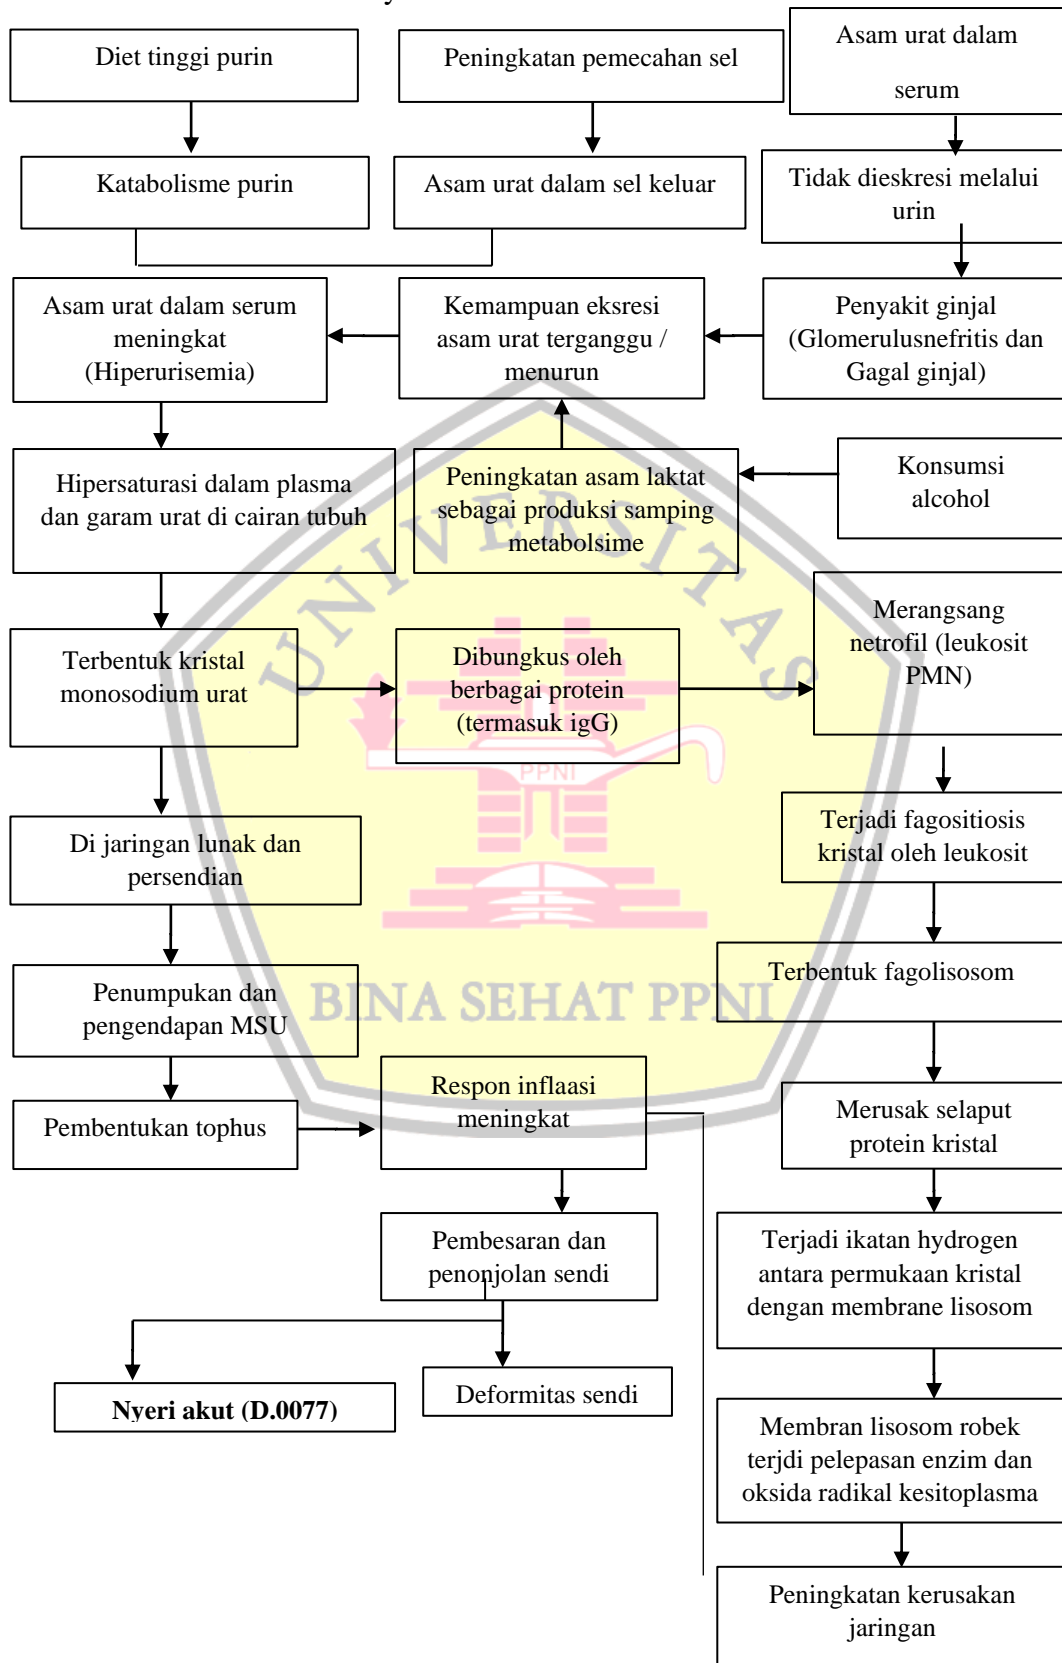 Diet tinggi purin
Peningkatan pemecahan sel
Asam urat dalam
serum
Katabolisme purin
Asam urat dalam sel keluar
Tidak dieskresi melalui
urin
Asam urat dalam serum
meningkat
(Hiperurisemia)
Kemampuan eksresi
asam urat terganggu /
menurun
Penyakit ginjal
(Glomerulusnefritis dan
Gagal ginjal)
Hipersaturasi dalam plasma
dan garam urat di cairan tubuh
Peningkatan asam laktat
sebagai produksi samping
metabolsime
Konsumsi
alcohol
UNIVERSITAS
Terbentuk kristal
monosodium urat
Dibungkus oleh
berbagai protein
(termasuk igG)
Merangsang
netrofil (leukosit
PMN)
PPNI
Di jaringan lunak dan
persendian
Terjadi fagositiosis
kristal oleh leukosit
Penumpukan dan
pengendapan MSU
BINA SEHAT PPNI
Terbentuk fagolisosom
Pembentukan tophus
Respon inflaasi
meningkat
Merusak selaput
protein kristal
Pembesaran dan
penonjolan sendi
Terjadi ikatan hydrogen
antara permukaan kristal
dengan membrane lisosom
Nyeri akut (D.0077)
Deformitas sendi
Membran lisosom robek
terjdi pelepasan enzim dan
oksida radikal kesitoplasma
Peningkatan kerusakan
jaringan